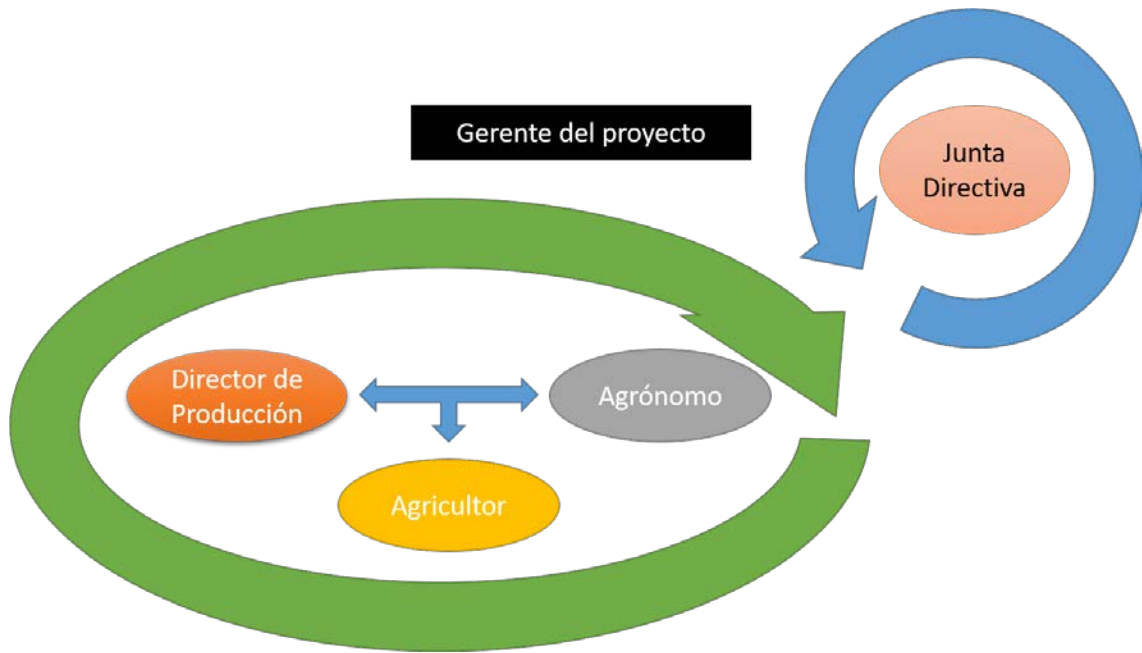 Gerente del proyecto
Junta
Directiva
Director de
Producción
Agrónomo
Agricultor